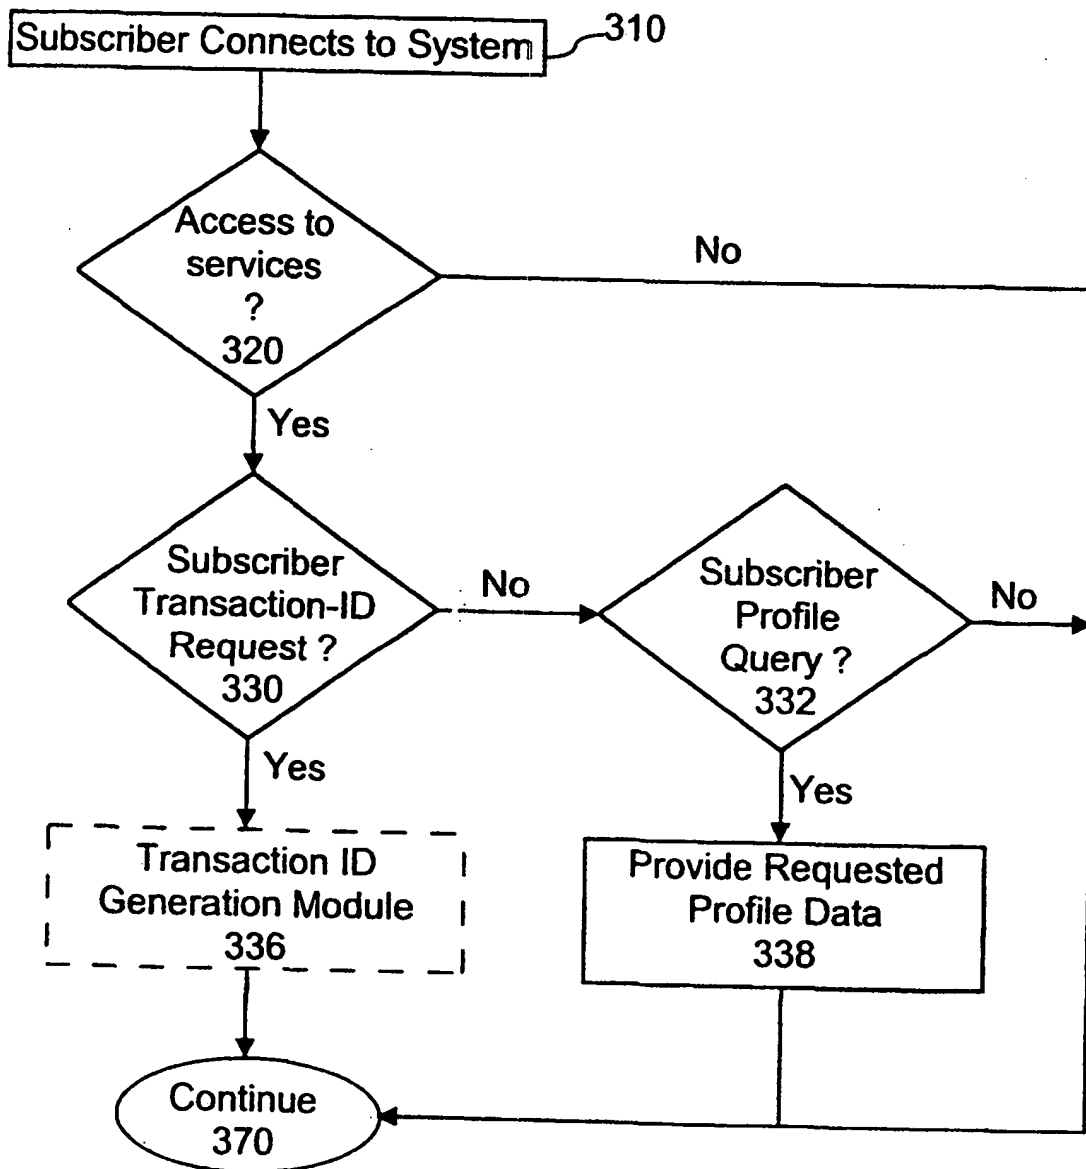 Subscriber Connects to System
310
Access to
services
?
320
No
Yes
Subscriber
Transaction-ID
Request ?
330
No
Subscriber
Profile
Query ?
332
No
Yes
Yes
Transaction ID
Generation Module
336
Provide Requested
Profile Data
338
Continue
370